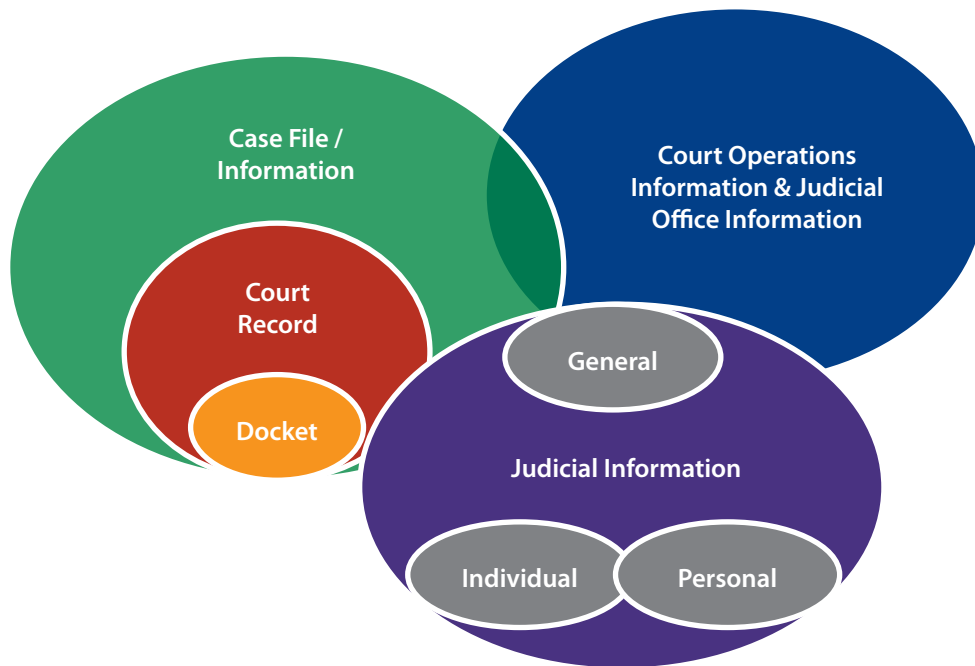 Case File /
Information
Court Operations
Information & Judicial
Office Information
Court
Record
General
Docket
Judicial Information
Individual
Personal